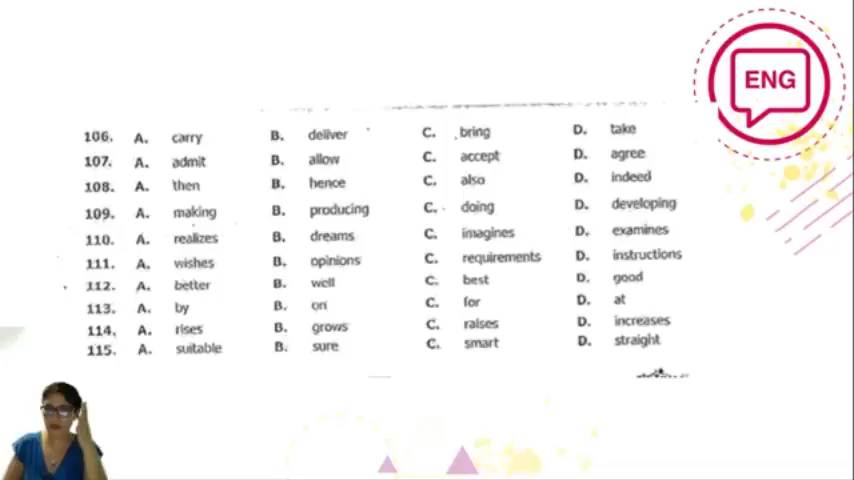 ENG
106. A. carry B. deliver C. bring D. take
107. A. admit B. allow C. accept D. agree
108. A. then B. hence C. also D. indeed
109. A. making B. producing C. doing D. developing
110. A. realizes B. dreams C. imagines D. examines
111. A. wishes B. opinions C. requirements D. instructions
112. A. better B. well C. best D. good
113. A. by B. on C. for D. at
114. A. rises B. grows C. raises D. increases
115. A. suitable B. sure C. smart D. straight